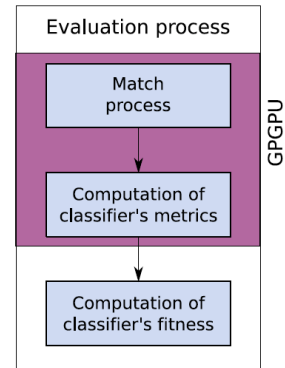 Evaluation process
Match
process
GPGPU
Computation of
classifier's metrics
Computation of
classifier's fitness